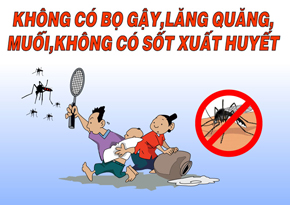 KHÔNG CÓ BỌ GẬY,LĂNG QUĂNG,
MUỖI,KHÔNG CÓ SỐT XUẤT HUYẾT